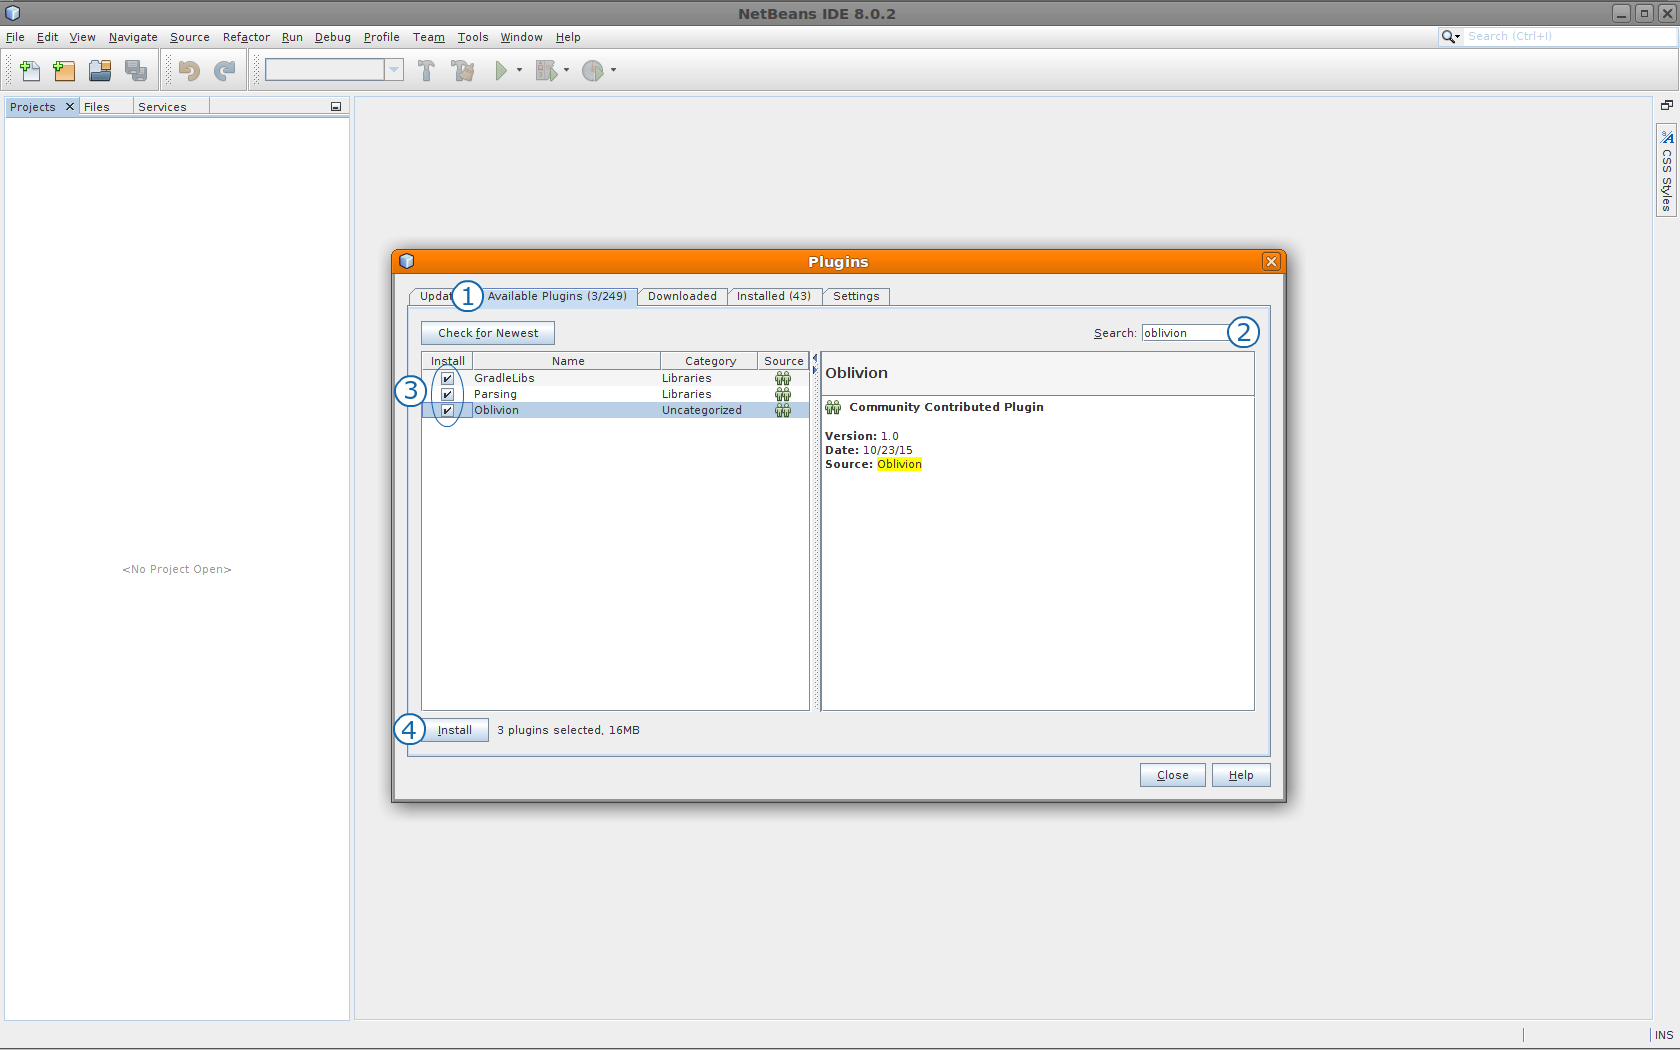 NetBeans IDE 8.0.2
File Edit View Navigate Source Refactor Run Debug Profile Team Tools Window Help
Search (Ctrl+I)
Projects Files Services
CSS Styles
<No Project Open>
Plugins
1 Available Plugins (3/249) Downloaded Installed (43) Settings
Check for Newest
Search: oblivion 2
Install Name Category Source
GradleLibs Libraries
3 Parsing Libraries
Oblivion Uncategorized
Oblivion
Community Contributed Plugin
Version: 1.0
Date: 10/23/15
Source: Oblivion
4 Install 3 plugins selected, 16MB
Close Help
INS